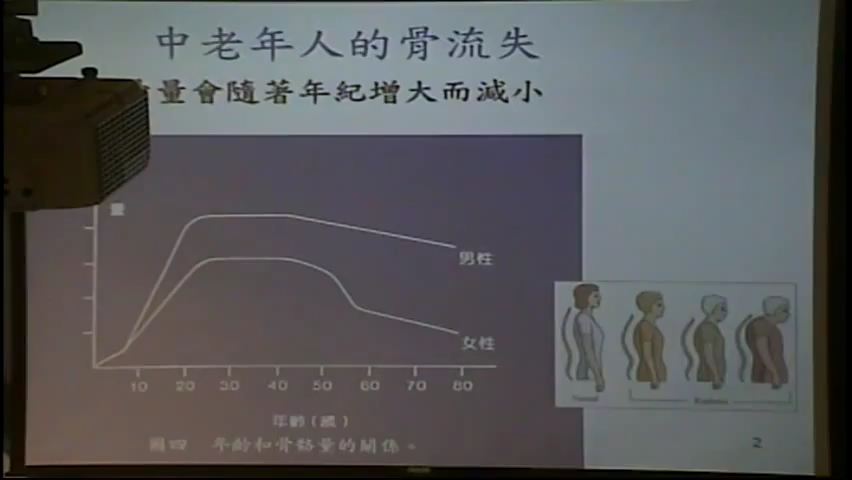 中老年人的骨流失
量會隨著年紀增大而減小
量
男性
女性
10 20 30 40 50 60 70 80
年齡(歲)
圖四 年齡和骨骼量的關係。
2